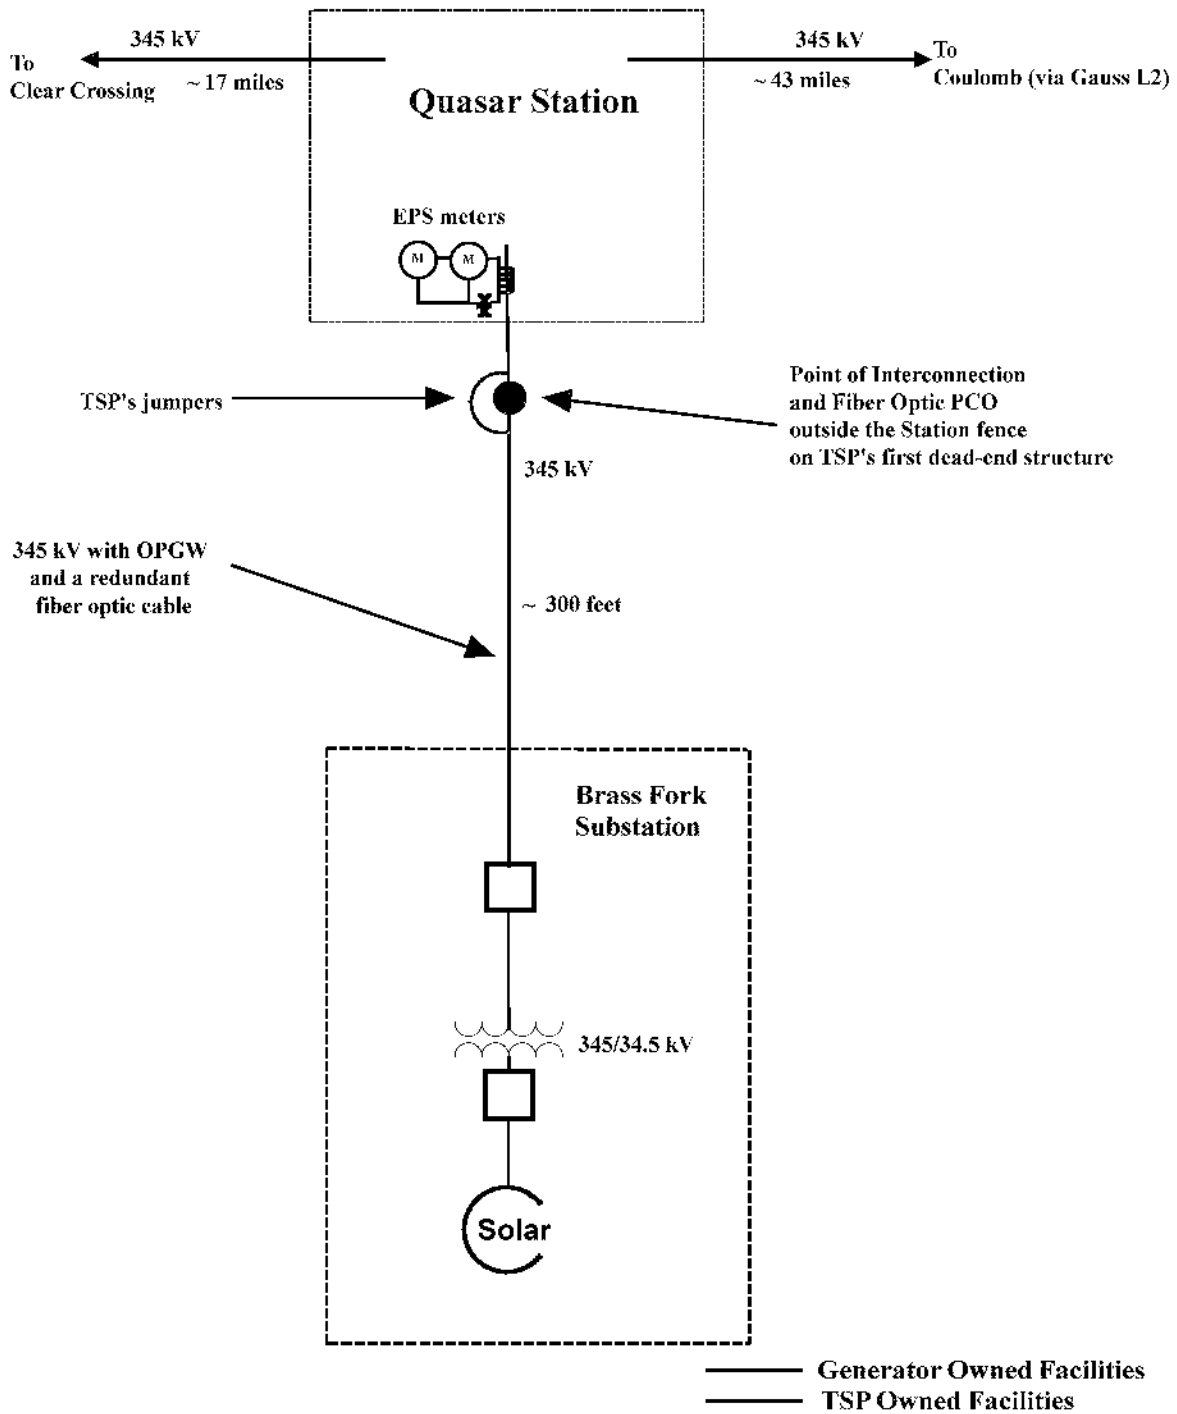 345 kV
345 kV
To
Clear Crossing
~ 17 miles
~ 43 miles
To
Coulomb (via Gauss L2)
Quasar Station
EPS meters
M
M
TSP's jumpers
Point of Interconnection
and Fiber Optic PCO
outside the Station fence
on TSP's first dead-end structure
345 kV
345 kV with OPGW
and a redundant
fiber optic cable
~ 300 feet
Brass Fork
Substation
345/34.5 kV
Solar
Generator Owned Facilities
TSP Owned Facilities